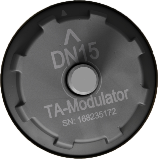 DN15
TA-Modulator
SN: 168235172